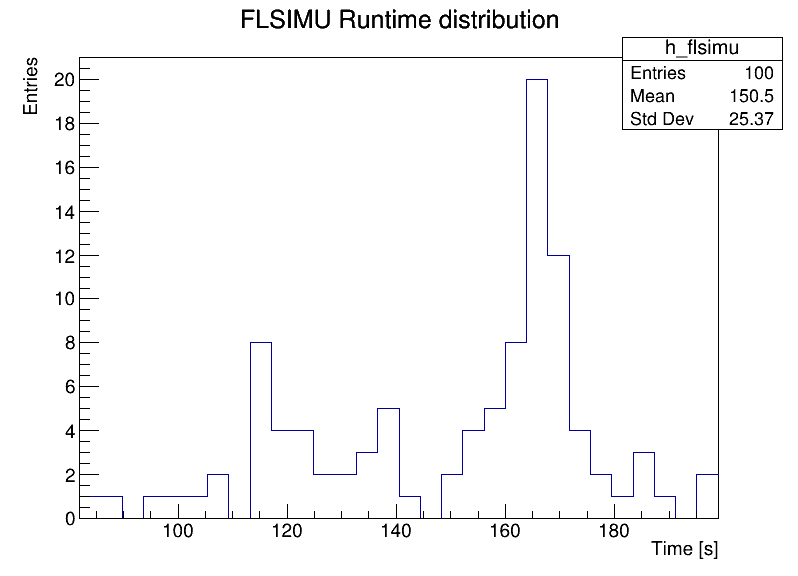 FLSIMU Runtime distribution
h_flsimu
Entries 100
Mean 150.5
Std Dev 25.37
Entries
20
18
16
14
12
10
8
6
4
2
0
100 120 140 160 180
Time [s]